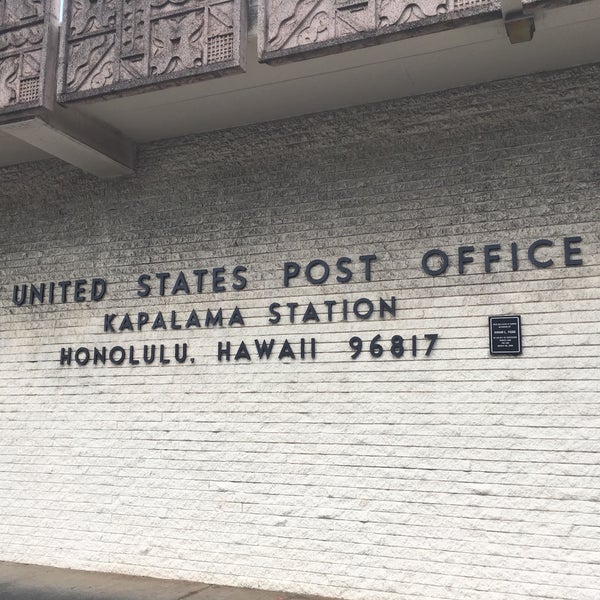 UNITED STATES POST OFFICE
KAPALAMA STATION
HONOLULU, HAWAII 96817